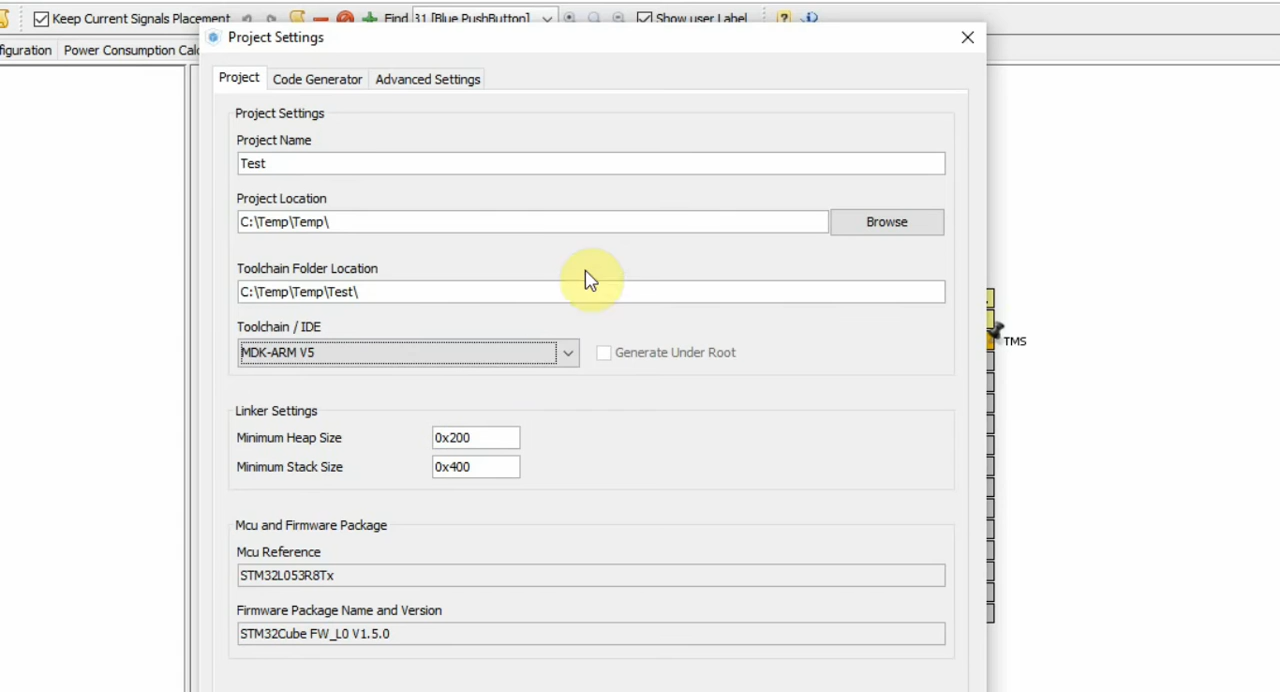 Keep Current Signals Placement Find 31 [Blue PushButton] Show user Label ?
figuration Power Consumption Calc
Project Settings
Project Code Generator Advanced Settings
Project Settings
Project Name
Test
Project Location
C:\Temp\Temp\ Browse
Toolchain Folder Location
C:\Temp\Temp\Test\
Toolchain / IDE
MDK-ARM V5 Generate Under Root
TMS
Linker Settings
Minimum Heap Size 0x200
Minimum Stack Size 0x400
Mcu and Firmware Package
Mcu Reference
STM32L053R8Tx
Firmware Package Name and Version
STM32Cube FW_L0 V1.5.0